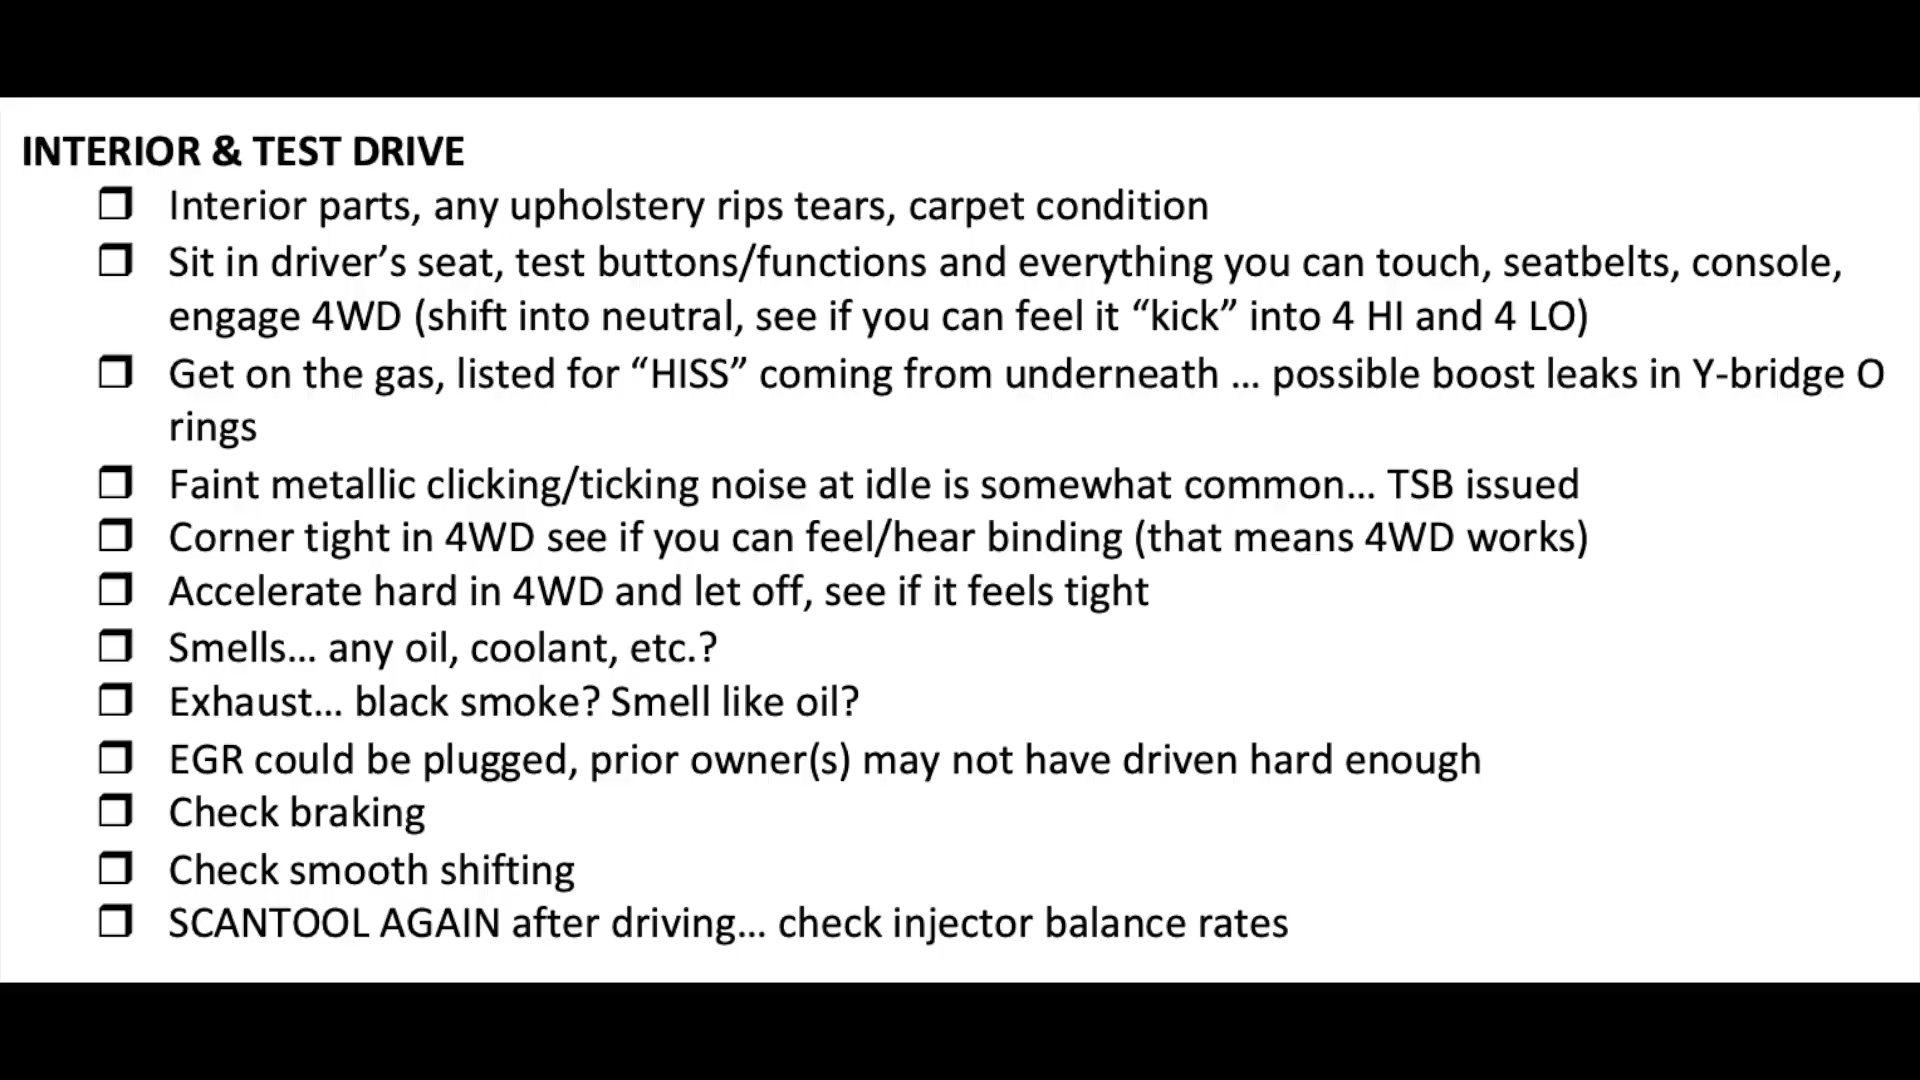 INTERIOR & TEST DRIVE
❒ Interior parts, any upholstery rips tears, carpet condition
❒ Sit in driver’s seat, test buttons/functions and everything you can touch, seatbelts, console,
engage 4WD (shift into neutral, see if you can feel it “kick” into 4 HI and 4 LO)
❒ Get on the gas, listed for “HISS” coming from underneath … possible boost leaks in Y-bridge O
rings
❒ Faint metallic clicking/ticking noise at idle is somewhat common… TSB issued
❒ Corner tight in 4WD see if you can feel/hear binding (that means 4WD works)
❒ Accelerate hard in 4WD and let off, see if it feels tight
❒ Smells… any oil, coolant, etc.?
❒ Exhaust… black smoke? Smell like oil?
❒ EGR could be plugged, prior owner(s) may not have driven hard enough
❒ Check braking
❒ Check smooth shifting
❒ SCANTOOL AGAIN after driving… check injector balance rates